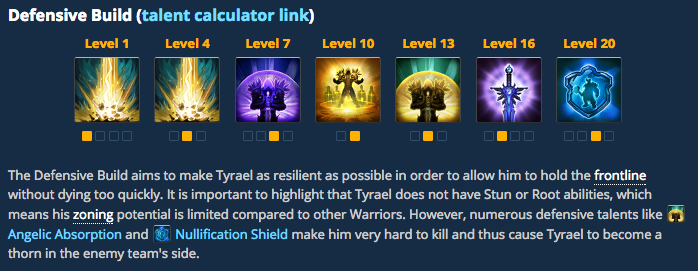 Defensive Build (talent calculator link)
Level 1 Level 4 Level 7 Level 10 Level 13 Level 16 Level 20
The Defensive Build aims to make Tyrael as resilient as possible in order to allow him to hold the frontline
without dying too quickly. It is important to highlight that Tyrael does not have Stun or Root abilities, which
means his zoning potential is limited compared to other Warriors. However, numerous defensive talents like
Angelic Absorption and Nullification Shield make him very hard to kill and thus cause Tyrael to become a
thorn in the enemy team's side.